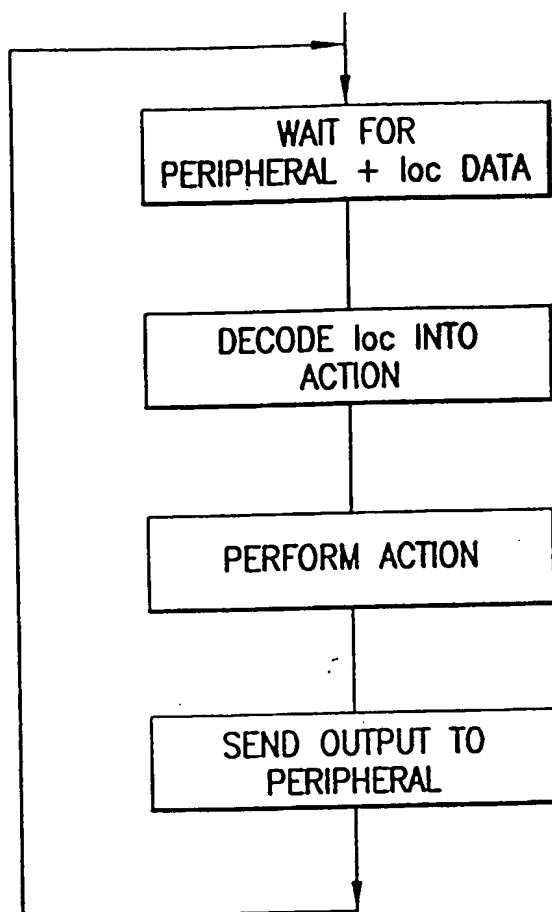 WAIT FOR
PERIPHERAL + loc DATA
DECODE loc INTO
ACTION
PERFORM ACTION
SEND OUTPUT TO
PERIPHERAL